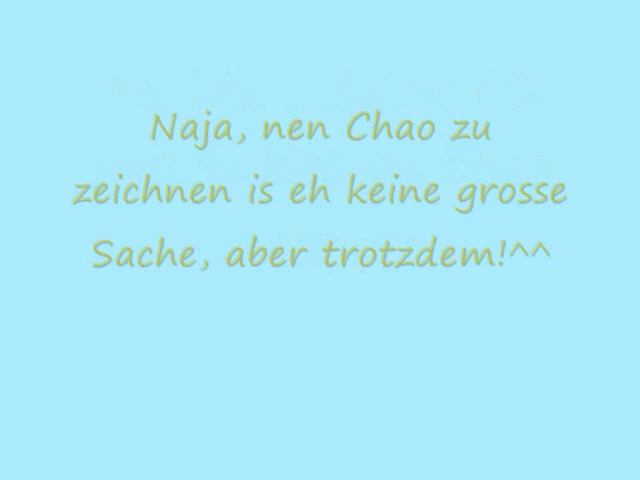 Naja, nen Chao zu
zeichnen is eh keine grosse
Sache, aber trotzdem!^^